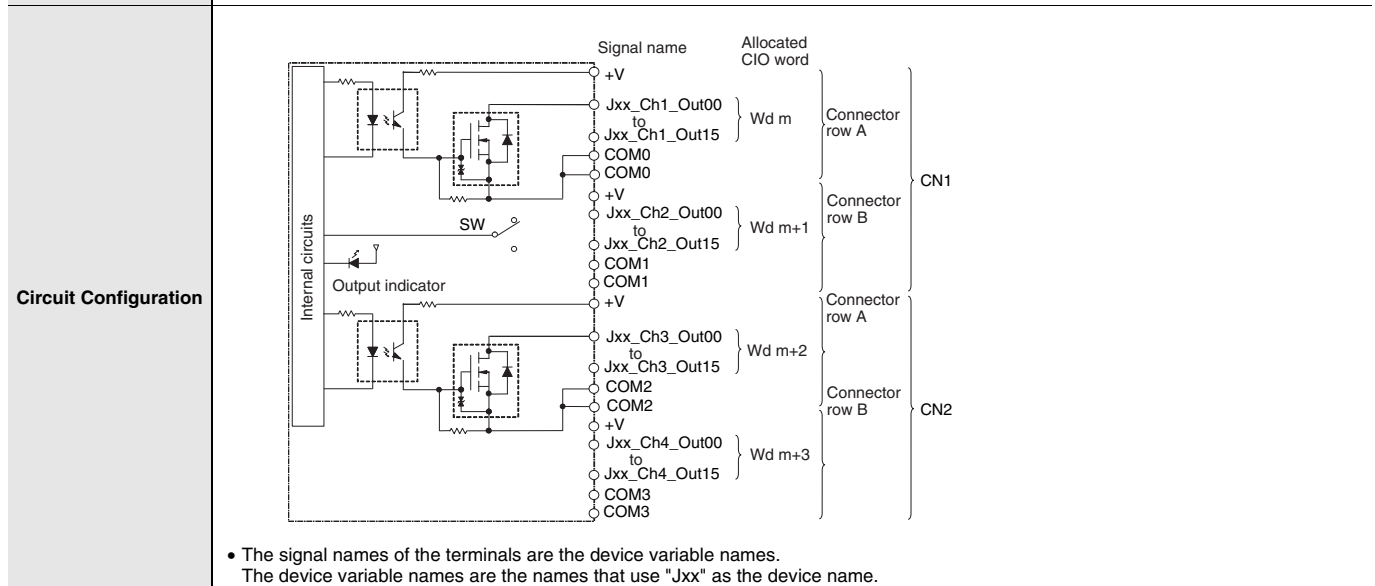 Circuit Configuration
Signal name
Allocated
CIO word
+V
Jxx_Ch1_Out00
to
Jxx_Ch1_Out15
Wd m
COM0
COM0
Connector
row A
+V
Jxx_Ch2_Out00
to
Jxx_Ch2_Out15
Wd m+1
COM1
COM1
Connector
row B
CN1
Internal circuits
SW
Output indicator
+V
Jxx_Ch3_Out00
to
Jxx_Ch3_Out15
Wd m+2
COM2
COM2
Connector
row A
+V
Jxx_Ch4_Out00
to
Jxx_Ch4_Out15
Wd m+3
COM3
COM3
Connector
row B
CN2
• The signal names of the terminals are the device variable names.
The device variable names are the names that use "Jxx" as the device name.